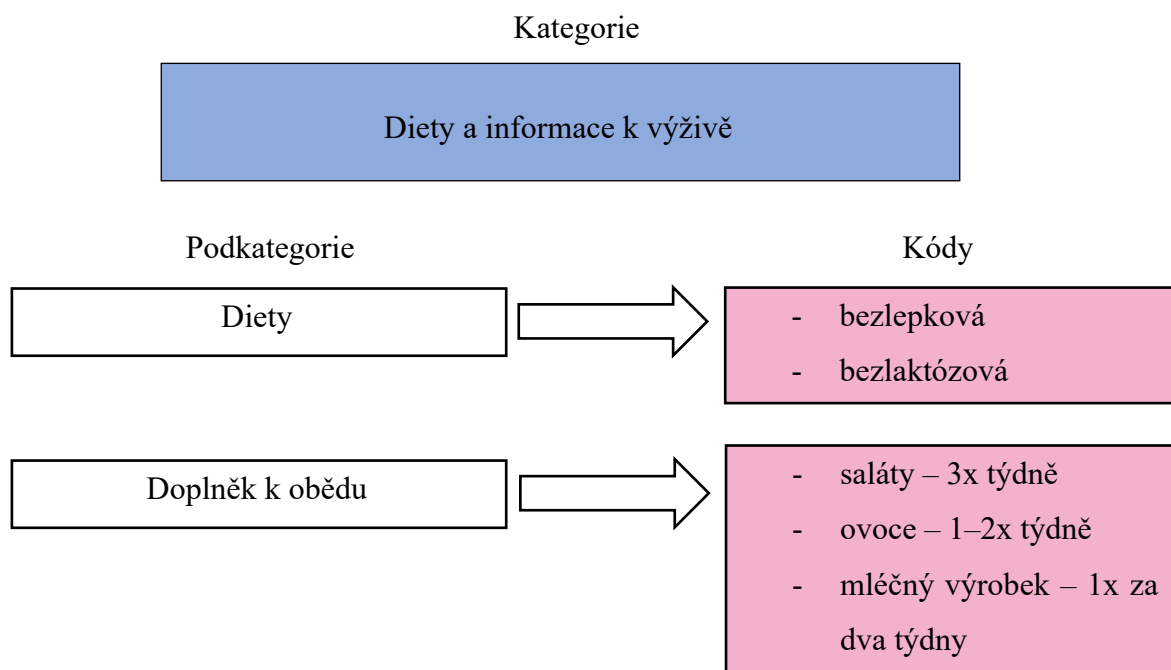 Kategorie
Diety a informace k výživě
Podkategorie
Kódy
Diety
- bezlepková
- bezlaktózová
Doplněk k obědu
- saláty – 3x týdně
- ovoce – 1–2x týdně
- mléčný výrobek – 1x za
dva týdny